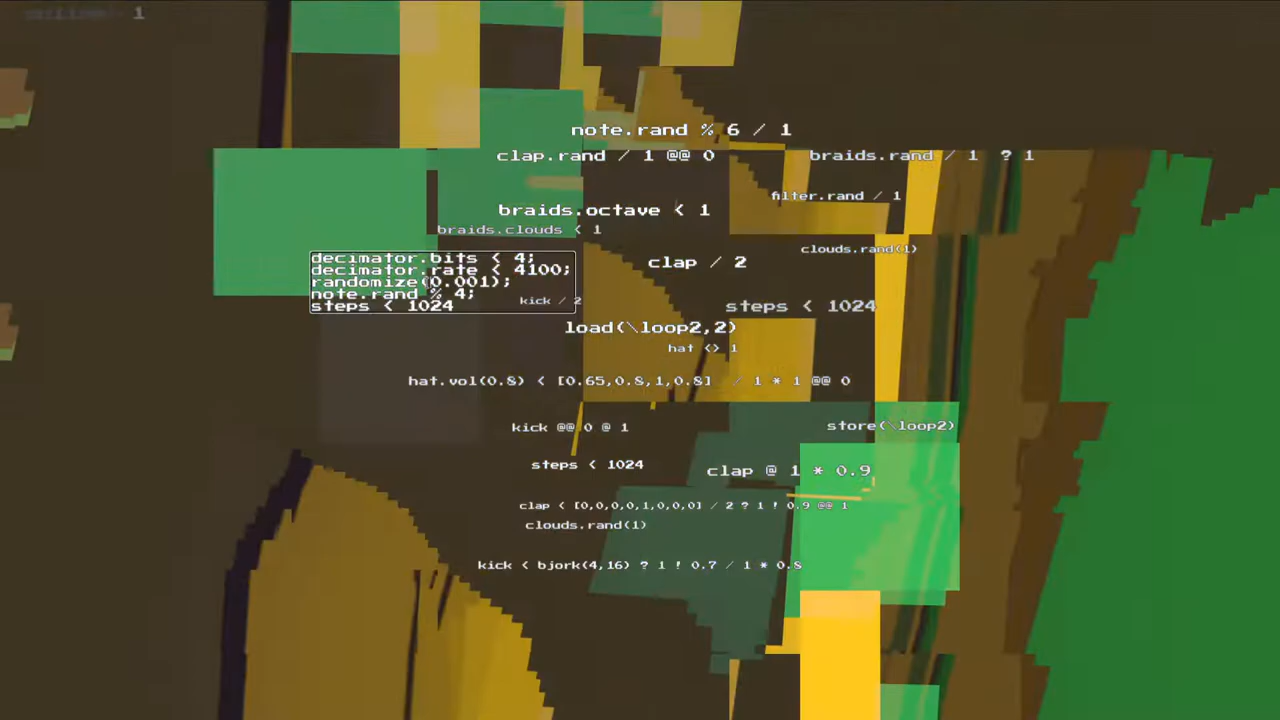 1
note.rand % 6 / 1
clap.rand / 1 @@ 0
braids.rand / 1 ? 1
filter.rand / 1
braids.octave < 1
braids.clouds < 1
clouds.rand(1)
decimator.bits < 4;
decimator.rate < 4100;
randomize(0.001);
note.rand % 4;
steps < 1024
clap / 2
kick / 2
steps < 1024
load(\loop2,2)
hat <> 1
hat.vol(0.8) < [0.65,0.8,1,0.8] / 1 * 1 @@ 0
kick @@ 0 @ 1
store(\loop2)
steps < 1024
clap @ 1 * 0.9
clap < [0,0,0,0,1,0,0,0] / 2 ? 1 ! 0.9 @@ 1
clouds.rand(1)
kick < bjork(4,16) ? 1 ! 0.7 / 1 * 0.8